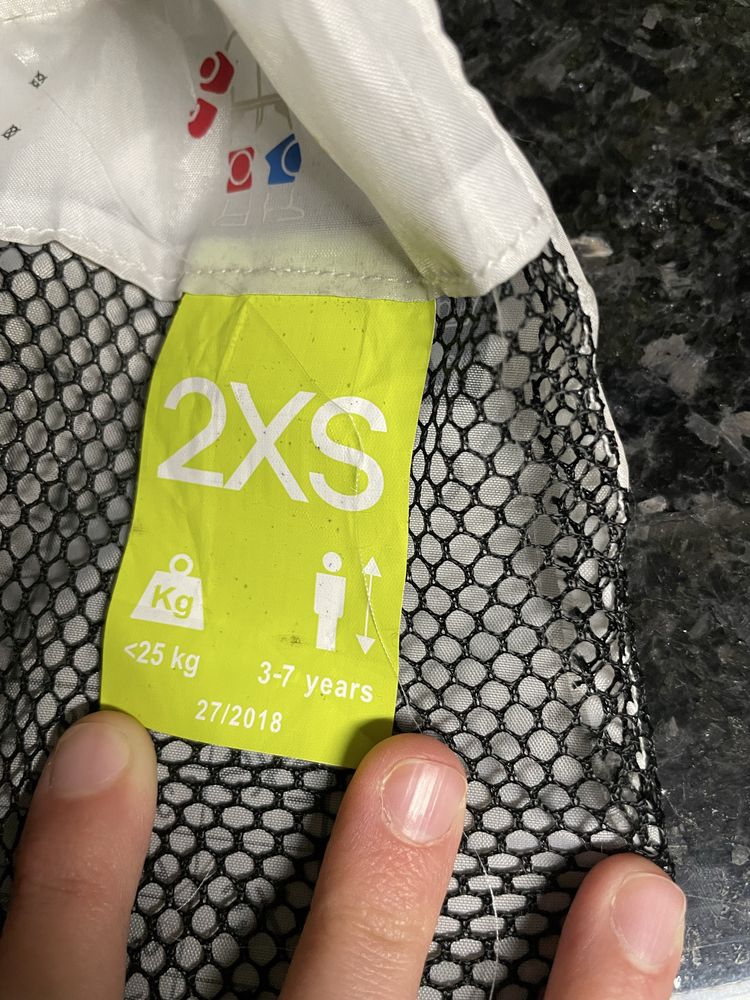 2XS
Kg
<25 kg
3-7 years
27/2018